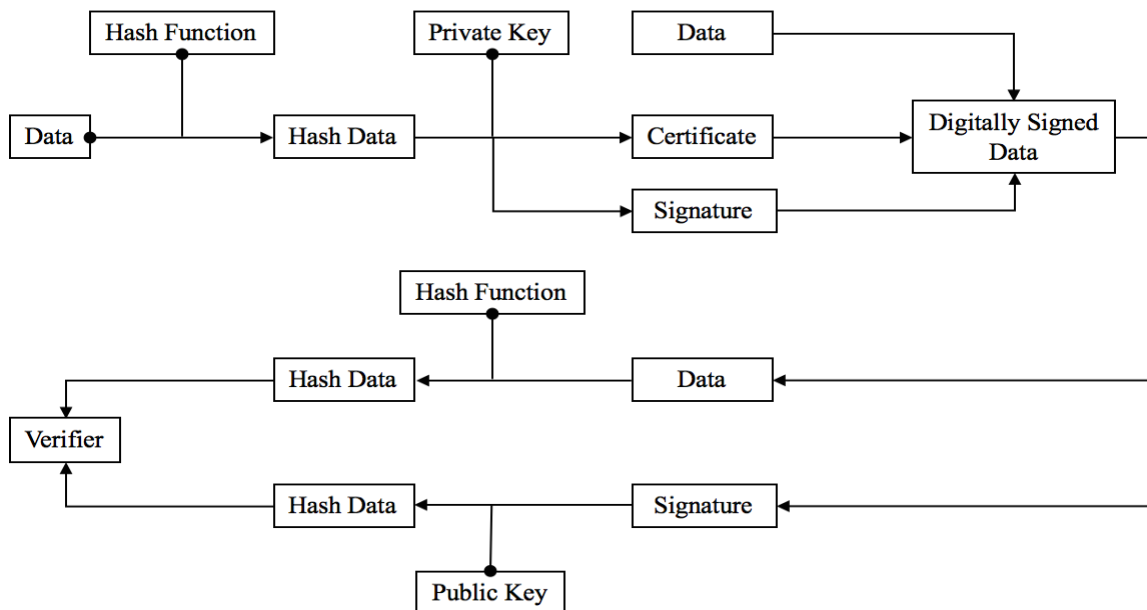 Hash Function
Private Key
Data
Data
Hash Data
Certificate
Digitally Signed
Data
Signature
Hash Function
Hash Data
Data
Verifier
Hash Data
Signature
Public Key